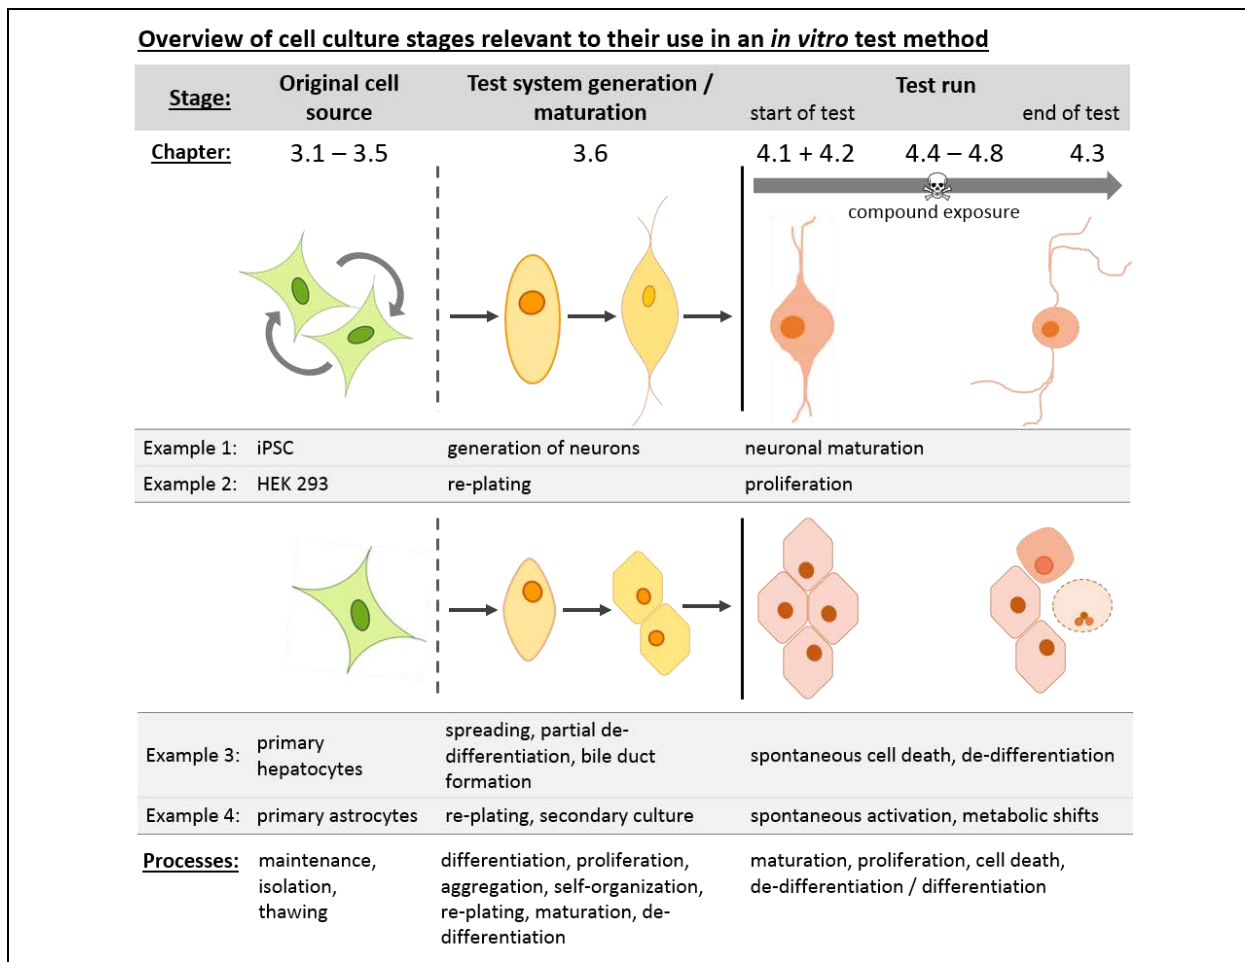 Overview of cell culture stages relevant to their use in an in vitro test method
Stage:
Original cell
source
Test system generation /
maturation
Test run
start of test
end of test
Chapter:
3.1 – 3.5
3.6
4.1 + 4.2
4.4 – 4.8
4.3
compound exposure
Example 1:
iPSC
generation of neurons
neuronal maturation
Example 2:
HEK 293
re-plating
proliferation
Example 3:
primary
hepatocytes
spreading, partial de-
differentiation, bile duct
formation
spontaneous cell death, de-differentiation
Example 4:
primary astrocytes
re-plating, secondary culture
spontaneous activation, metabolic shifts
Processes:
maintenance,
isolation,
thawing
differentiation, proliferation,
aggregation, self-organization,
re-plating, maturation, de-
differentiation
maturation, proliferation, cell death,
de-differentiation / differentiation